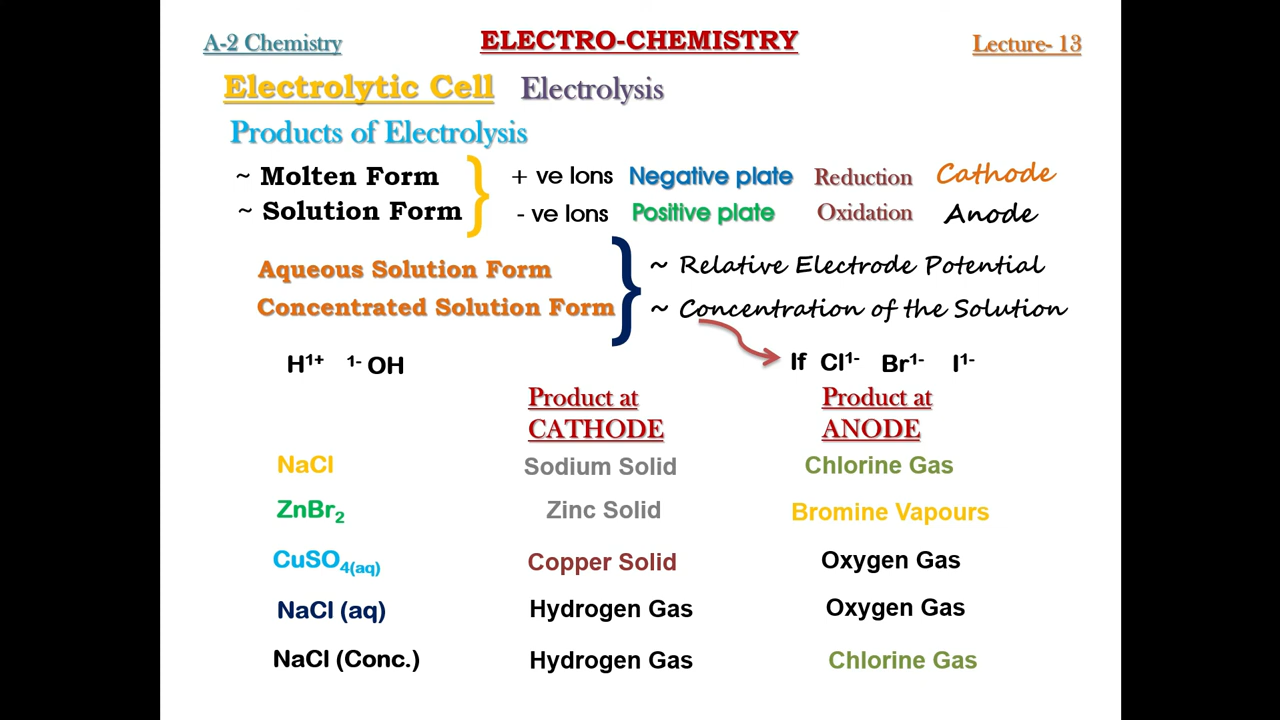 A-2 Chemistry ELECTRO-CHEMISTRY Lecture- 13
Electrolytic Cell Electrolysis
Products of Electrolysis
~ Molten Form + ve Ions Negative plate Reduction Cathode
~ Solution Form - ve Ions Positive plate Oxidation Anode
Aqueous Solution Form ~ Relative Electrode Potential
Concentrated Solution Form ~ Concentration of the Solution
H¹⁺ ¹⁻OH If Cl¹⁻ Br¹⁻ I¹⁻
Product at Product at
CATHODE ANODE
NaCl Sodium Solid Chlorine Gas
ZnBr₂ Zinc Solid Bromine Vapours
CuSO₄(aq) Copper Solid Oxygen Gas
NaCl (aq) Hydrogen Gas Oxygen Gas
NaCl (Conc.) Hydrogen Gas Chlorine Gas